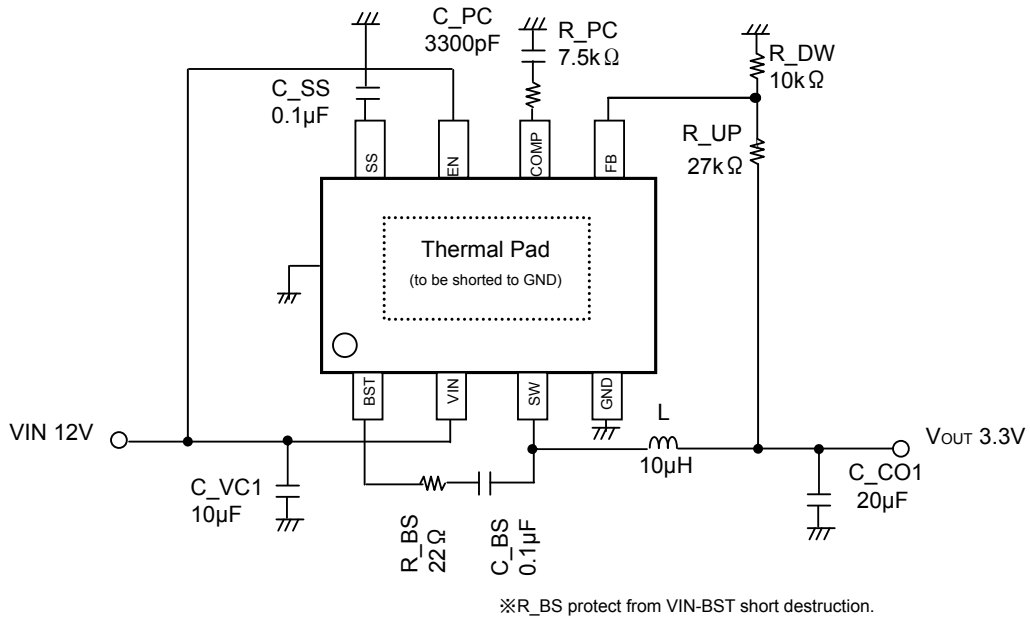 C_PC
3300pF
R_PC
7.5kΩ
R_DW
10kΩ
C_SS
0.1µF
R_UP
27kΩ
SS
EN
COMP
FB
Thermal Pad
(to be shorted to GND)
BST
VIN
SW
GND
VIN 12V
L
10µH
VOUT 3.3V
C_VC1
10µF
C_CO1
20µF
R_BS
22Ω
C_BS
0.1µF
※R_BS protect from VIN-BST short destruction.